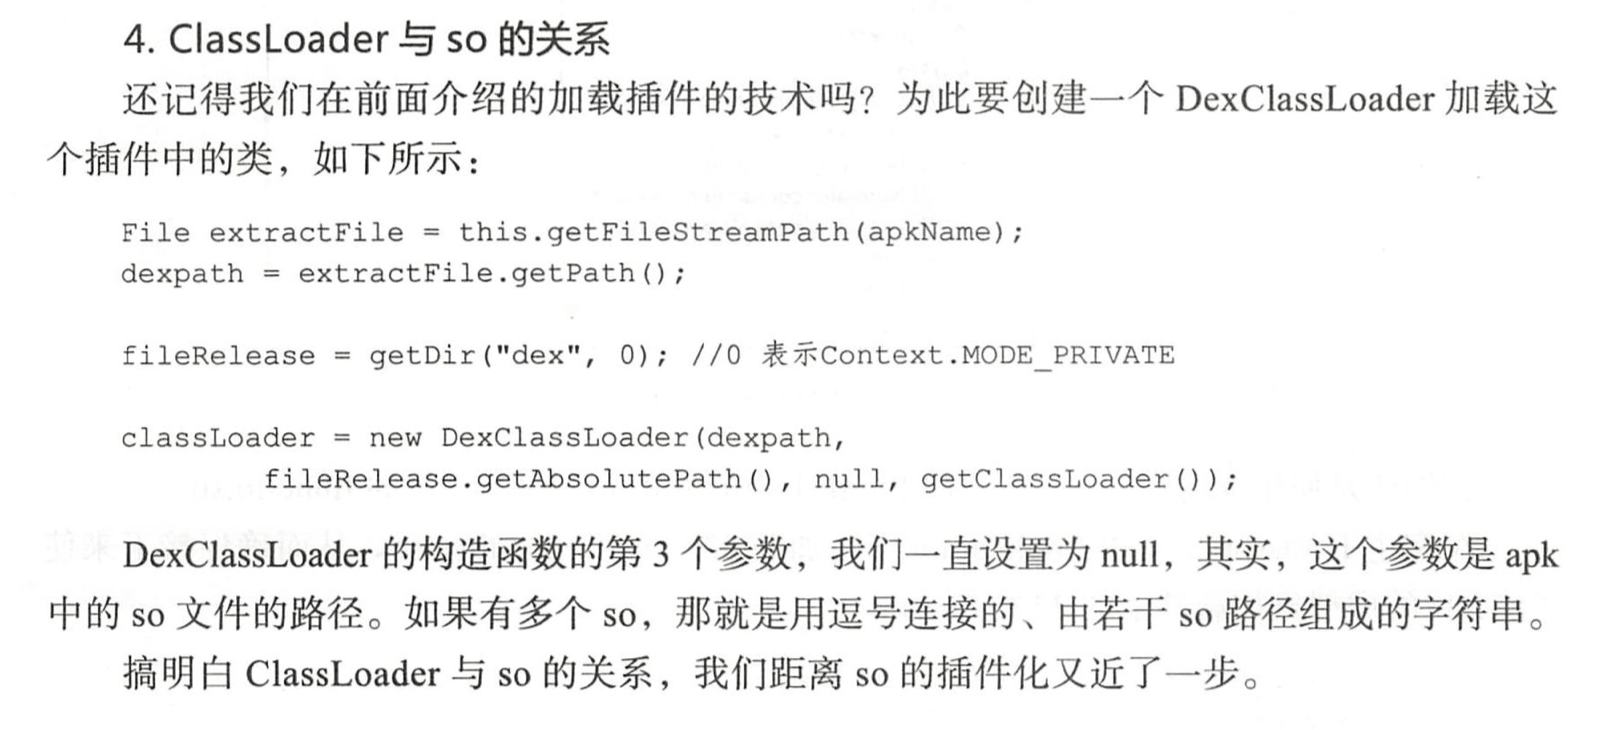 4. ClassLoader 与 so 的关系
还记得我们在前面介绍的加载插件的技术吗？为此要创建一个 DexClassLoader 加载这
个插件中的类，如下所示：
File extractFile = this.getFileStreamPath(apkName);
dexpath = extractFile.getPath();
fileRelease = getDir("dex", 0); //0 表示Context.MODE_PRIVATE
classLoader = new DexClassLoader(dexpath,
fileRelease.getAbsolutePath(), null, getClassLoader());
DexClassLoader 的构造函数的第 3 个参数，我们一直设置为 null，其实，这个参数是 apk
中的 so 文件的路径。如果有多个 so，那就是用逗号连接的、由若干 so 路径组成的字符串。
搞明白 ClassLoader 与 so 的关系，我们距离 so 的插件化又近了一步。